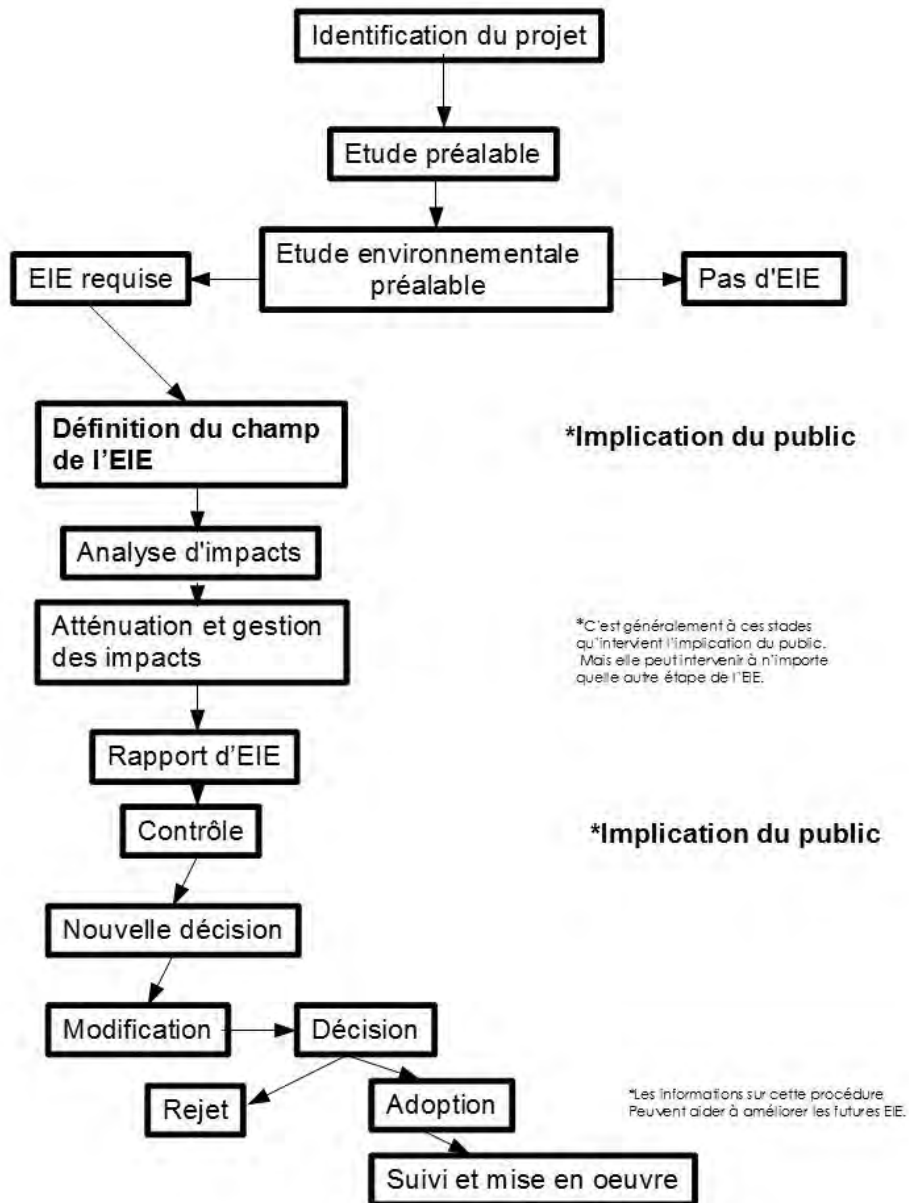 Identification du projet
Etude préalable
Etude environnementale
préalable
EIE requise
Pas d'EIE
Définition du champ
de l'EIE
*Implication du public
Analyse d'impacts
Atténuation et gestion
des impacts
*C'est généralement à ces stades
qu'intervient l'implication du public.
Mais elle peut intervenir à n'importe
quelle autre étape de l'EIE.
Rapport d'EIE
Contrôle
*Implication du public
Nouvelle décision
Modification
Décision
Rejet
Adoption
*Les informations sur cette procédure
Peuvent aider à améliorer les futures EIE.
Suivi et mise en oeuvre